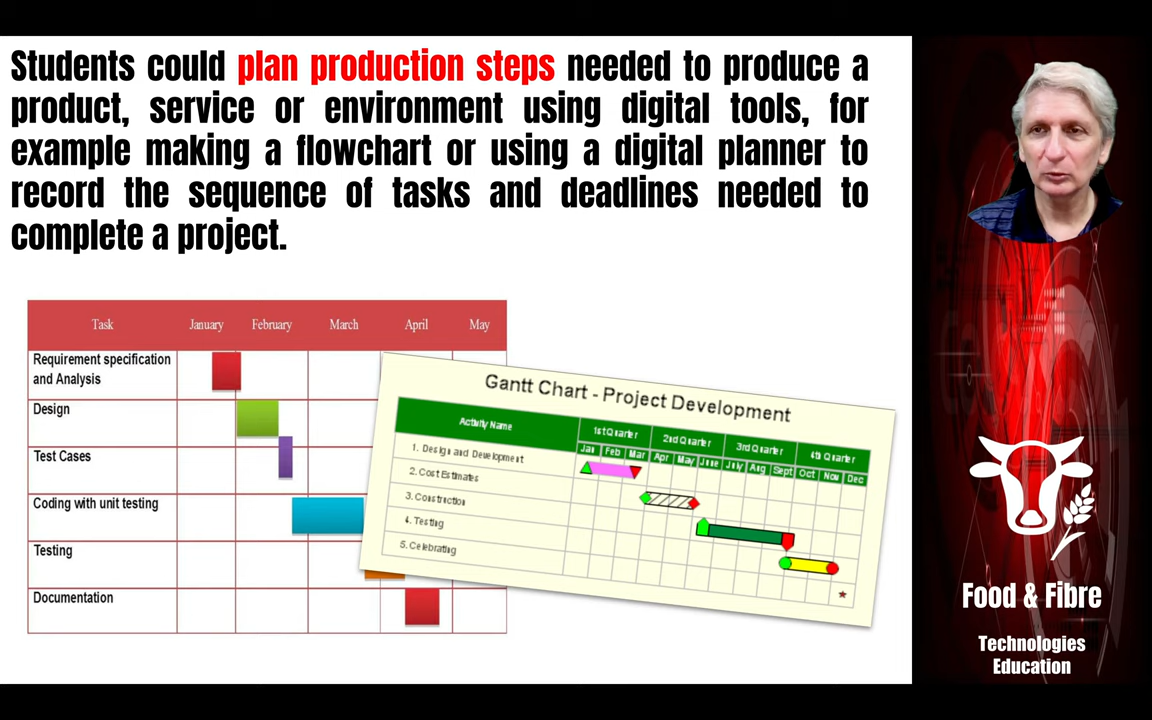 Students could plan production steps needed to produce a
product, service or environment using digital tools, for
example making a flowchart or using a digital planner to
record the sequence of tasks and deadlines needed to
complete a project.
Task January February March April May
Requirement specification
and Analysis
Design
Test Cases
Coding with unit testing
Testing
Documentation
Gantt Chart - Project Development
Activity Name 1st Quarter 2nd Quarter 3rd Quarter 4th Quarter
Jan Feb Mar Apr May June July Aug Sept Oct Nov Dec
1. Design and Development
2. Cost Estimates
3. Construction
4. Testing
5. Celebrating
Food & Fibre
Technologies
Education